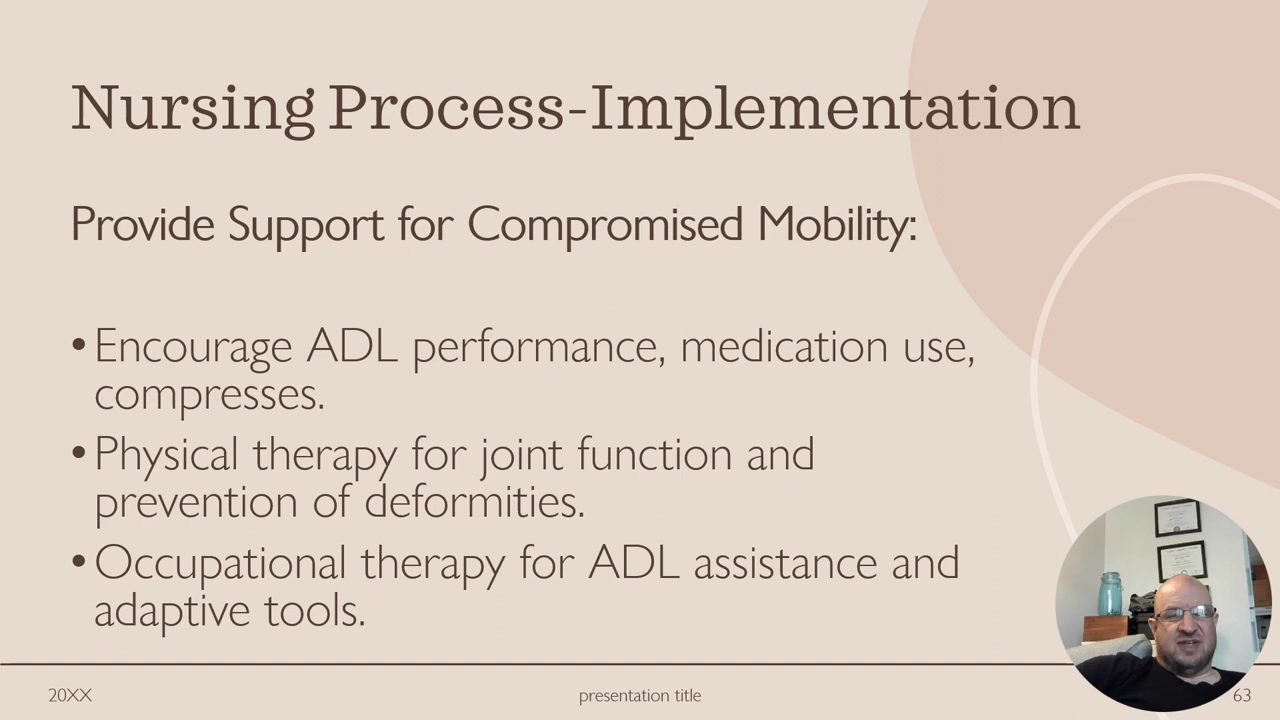 Nursing Process-Implementation
Provide Support for Compromised Mobility:
•Encourage ADL performance, medication use,
compresses.
•Physical therapy for joint function and
prevention of deformities.
•Occupational therapy for ADL assistance and
adaptive tools.
20XX
presentation title
63